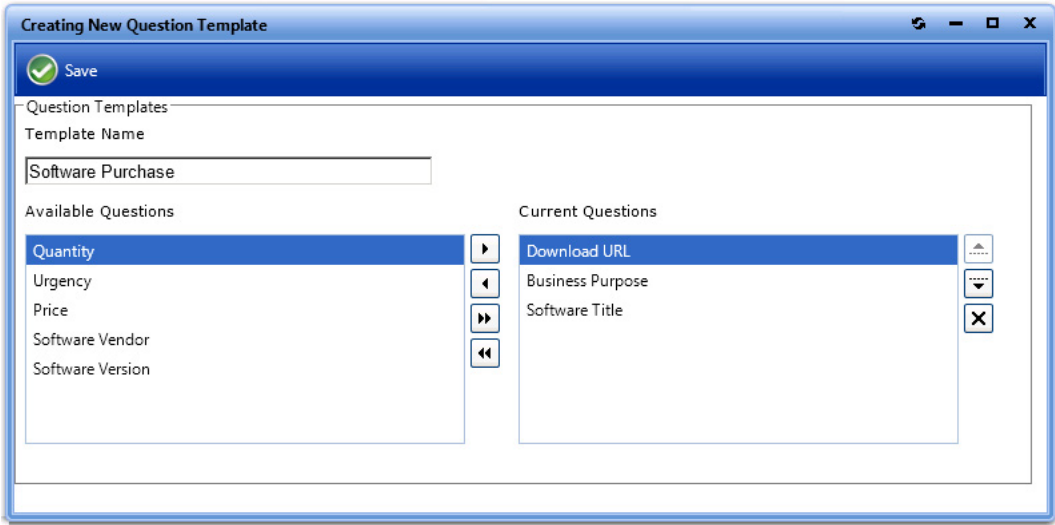 Creating New Question Template
Save
Question Templates
Template Name
Software Purchase
Available Questions
Quantity
Urgency
Price
Software Vendor
Software Version
Current Questions
Download URL
Business Purpose
Software Title